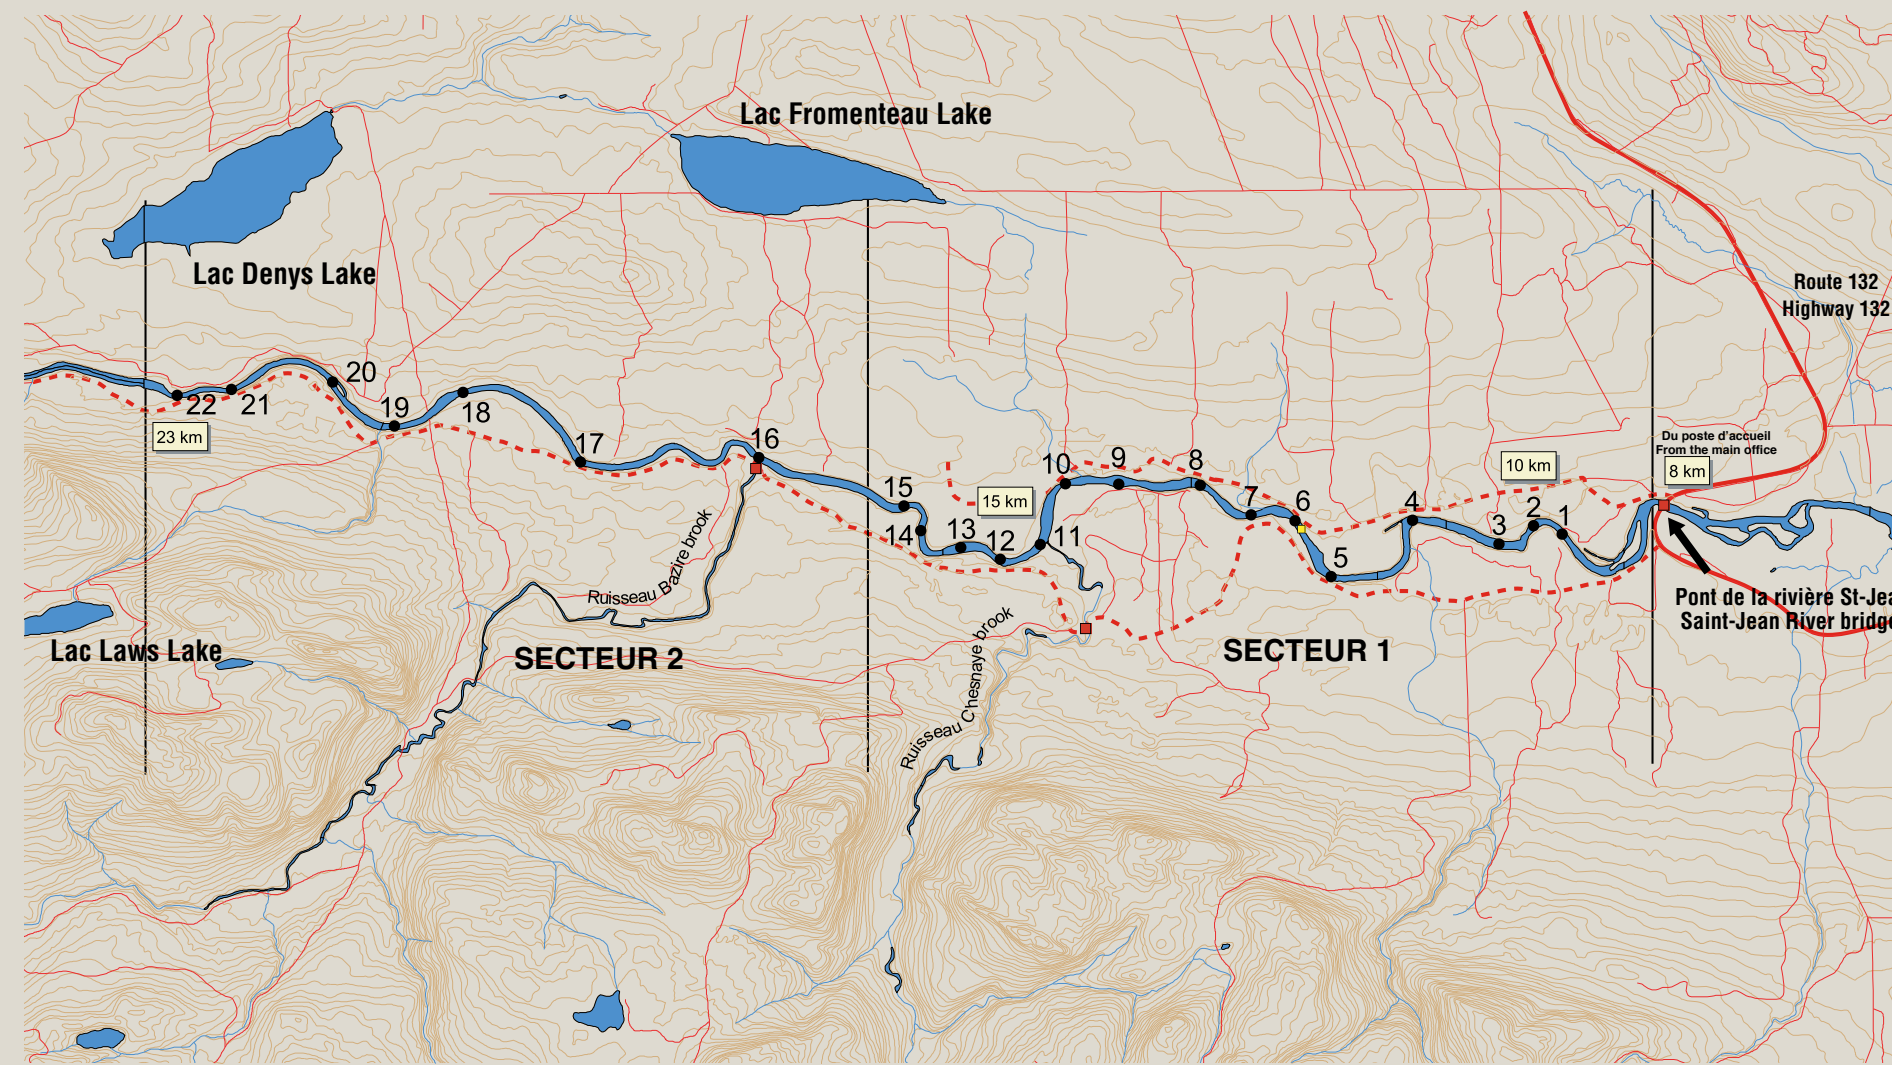 Lac Fromenteau Lake
Lac Denys Lake
Route 132
Highway 132
20
22
21
19
18
23 km
17
16
Du poste d'accueil
From the main office
8 km
10 km
15 km
10
9
8
7
6
4
3
2
1
15
14
13
12
11
5
Ruisseau Bazire brook
Pont de la rivière St-Jea
Saint-Jean River bridge
Lac Laws Lake
SECTEUR 2
SECTEUR 1
Ruisseau Chesnaye brook